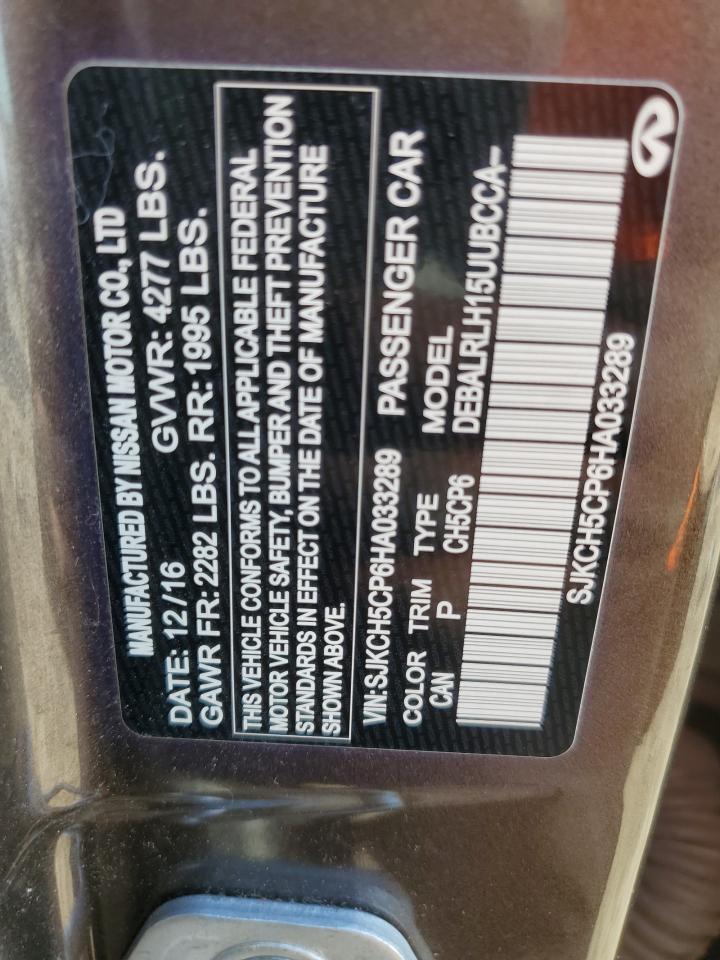 MANUFACTURED BY NISSAN MOTOR CO., LTD
DATE: 12/16 GVWR: 4277 LBS.
GAWR FR: 2282 LBS. RR: 1995 LBS.
THIS VEHICLE CONFORMS TO ALL APPLICABLE FEDERAL
MOTOR VEHICLE SAFETY, BUMPER AND THEFT PREVENTION
STANDARDS IN EFFECT ON THE DATE OF MANUFACTURE
SHOWN ABOVE.
VIN: SJKCH5CP6HA033289 PASSENGER CAR
COLOR TRIM TYPE MODEL
CAN P CH5CP6 DEBALRLH15UUBCCA-
SJKCH5CP6HA033289